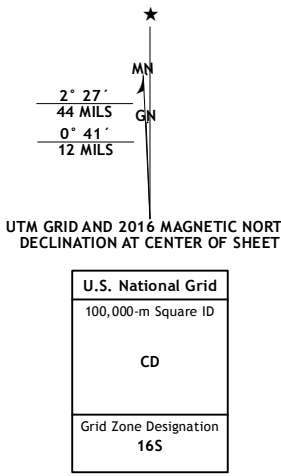 ★
MN
2° 27´
44 MILS
GN
0° 41´
12 MILS
UTM GRID AND 2016 MAGNETIC NORT
DECLINATION AT CENTER OF SHEET
U.S. National Grid
100,000-m Square ID
CD
Grid Zone Designation
16S